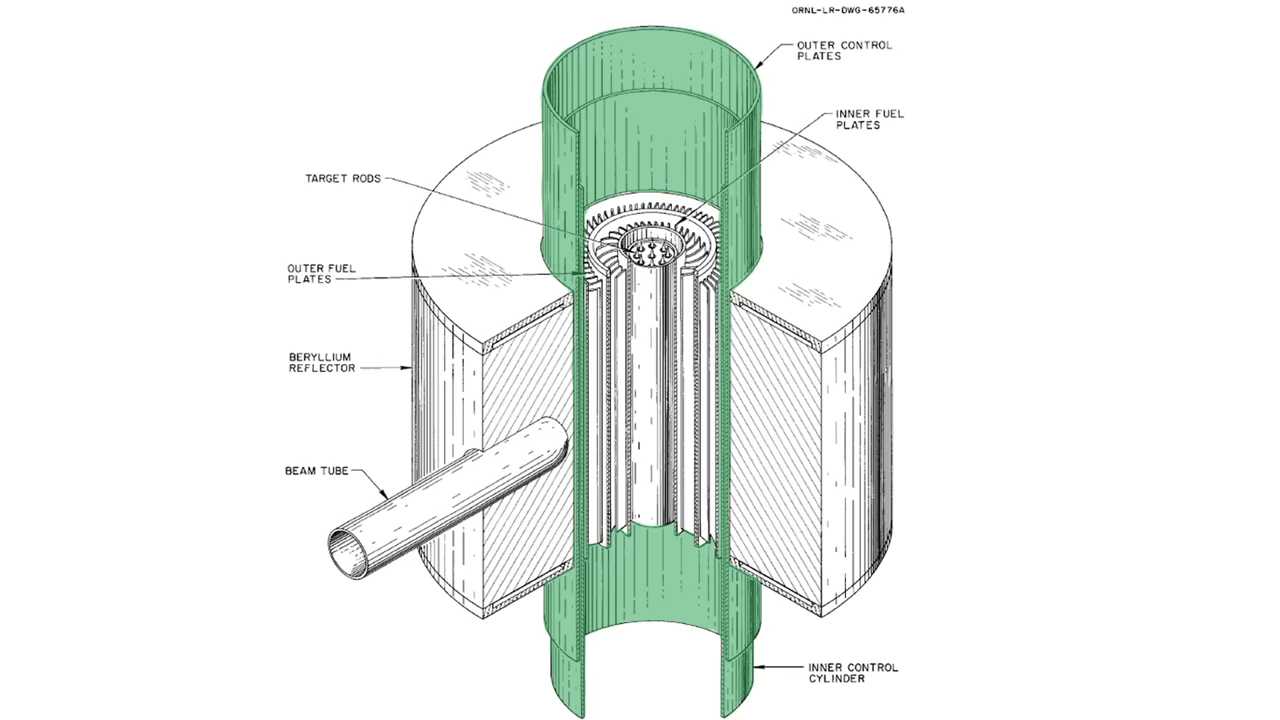 ORNL-LR-DWG-65776A
OUTER CONTROL
PLATES
INNER FUEL
PLATES
TARGET RODS
OUTER FUEL
PLATES
BERYLLIUM
REFLECTOR
BEAM TUBE
INNER CONTROL
CYLINDER